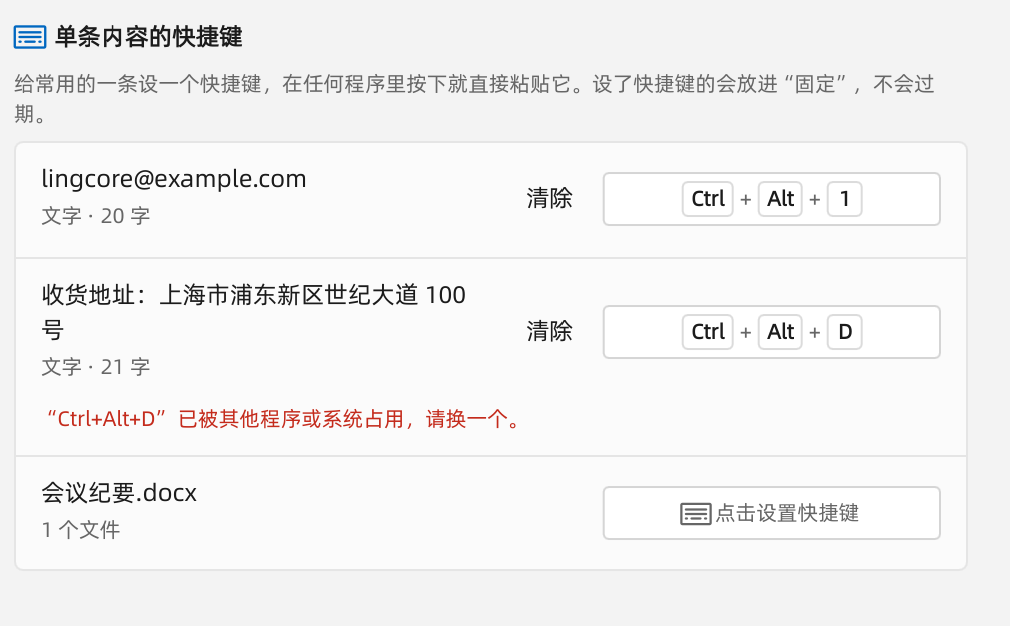 单条内容的快捷键
给常用的一条设一个快捷键，在任何程序里按下就直接粘贴它。设了快捷键的会放进“固定”，不会过
期。
lingcore@example.com
文字 · 20 字
清除
Ctrl + Alt + 1
收货地址：上海市浦东新区世纪大道 100
号
文字 · 21 字
清除
Ctrl + Alt + D
“Ctrl+Alt+D”已被其他程序或系统占用，请换一个。
会议纪要.docx
1 个文件
点击设置快捷键